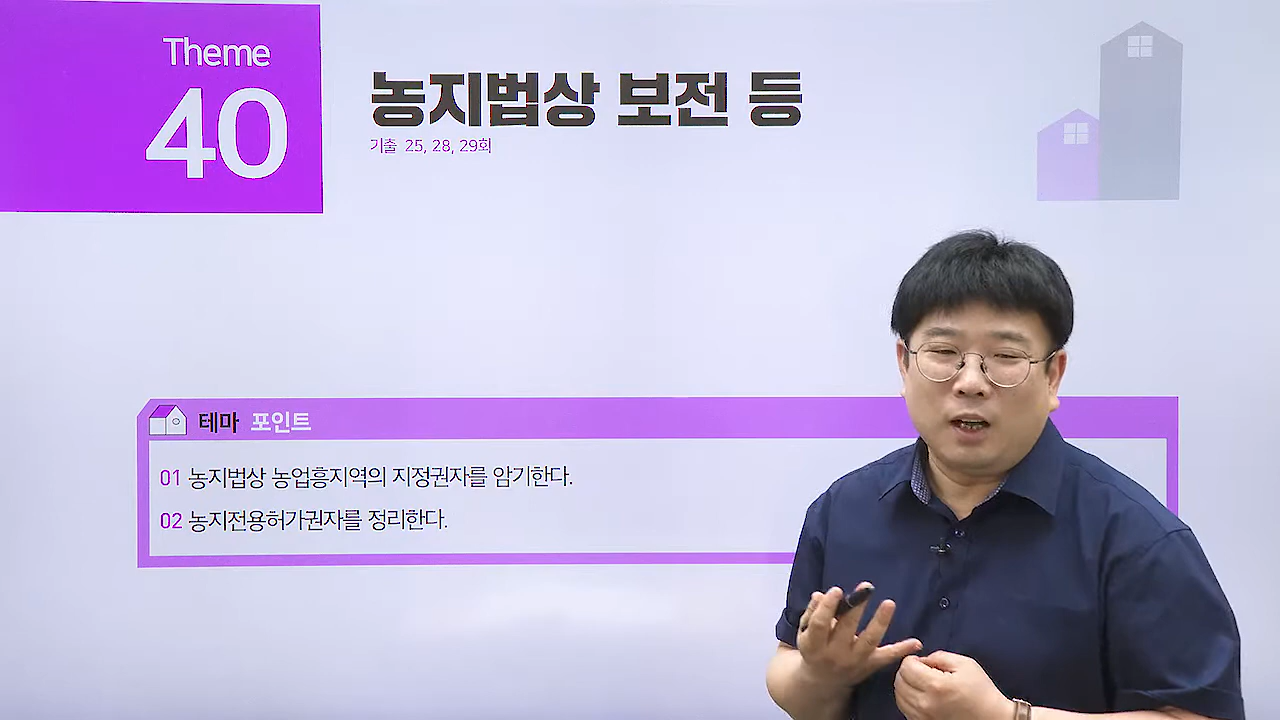 Theme
40
농지법상 보전 등
기출 25, 28, 29회
테마 포인트
01 농지법상 농업흥지역의 지정권자를 암기한다.
02 농지전용허가권자를 정리한다.